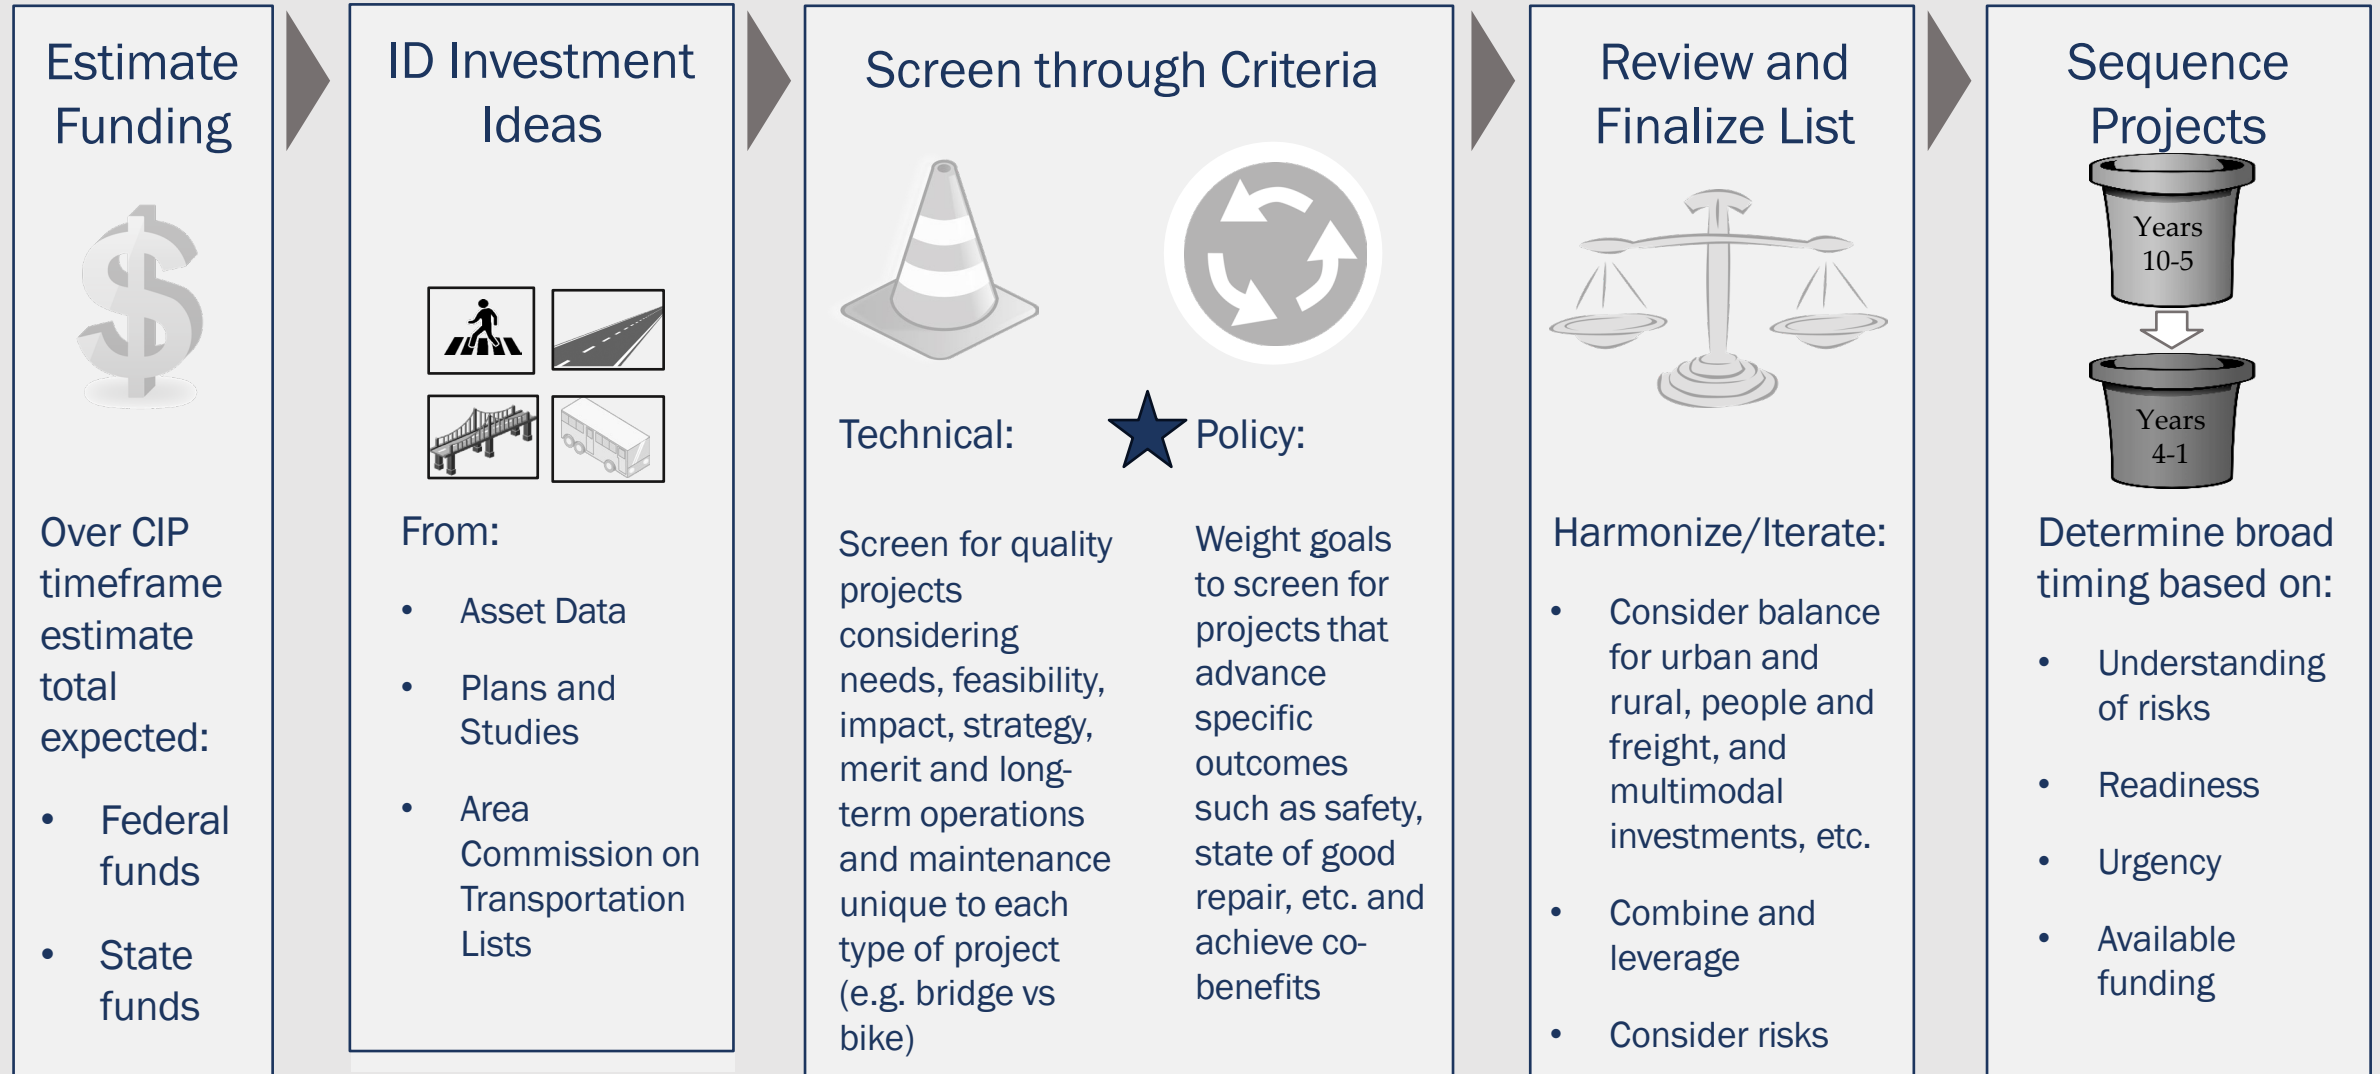 Estimate
Funding
Over CIP
timeframe
estimate
total
expected:
• Federal
funds
• State
funds
ID Investment
Ideas
From:
• Asset Data
• Plans and
Studies
• Area
Commission on
Transportation
Lists
Screen through Criteria
Technical:
Screen for quality
projects
considering
needs, feasibility,
impact, strategy,
merit and long-
term operations
and maintenance
unique to each
type of project
(e.g. bridge vs
bike)
Policy:
Weight goals
to screen for
projects that
advance
specific
outcomes
such as safety,
state of good
repair, etc. and
achieve co-
benefits
Review and
Finalize List
Harmonize/Iterate:
• Consider balance
for urban and
rural, people and
freight, and
multimodal
investments, etc.
• Combine and
leverage
• Consider risks
Sequence
Projects
Years
10-5
Years
4-1
Determine broad
timing based on:
• Understanding
of risks
• Readiness
• Urgency
• Available
funding